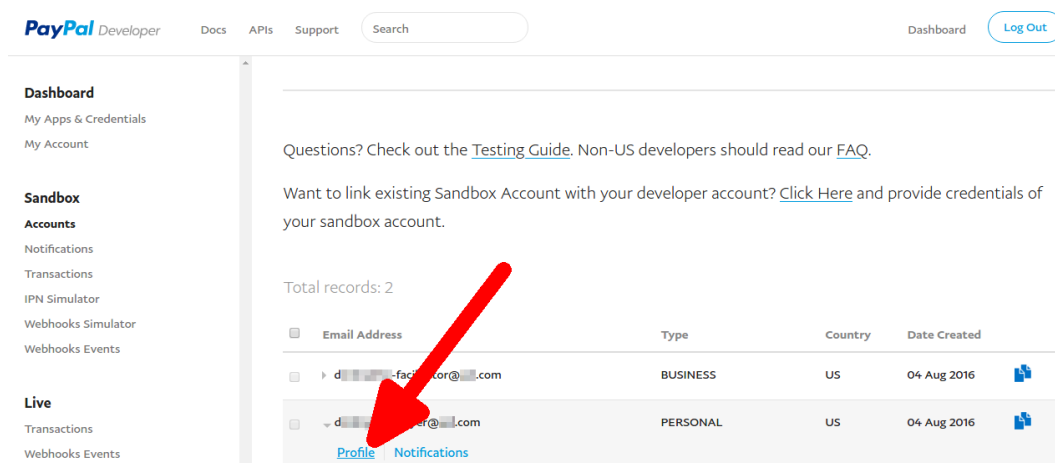 PayPal Developer
Docs
APIs
Support
Search
Dashboard
Log Out
Dashboard
My Apps & Credentials
My Account
Sandbox
Accounts
Notifications
Transactions
IPN Simulator
Webhooks Simulator
Webhooks Events
Live
Transactions
Webhooks Events
Questions? Check out the Testing Guide. Non-US developers should read our FAQ.
Want to link existing Sandbox Account with your developer account? Click Here and provide credentials of
your sandbox account.
Total records: 2
Email Address Type Country Date Created
BUSINESS US 04 Aug 2016
PERSONAL US 04 Aug 2016
Profile Notifications